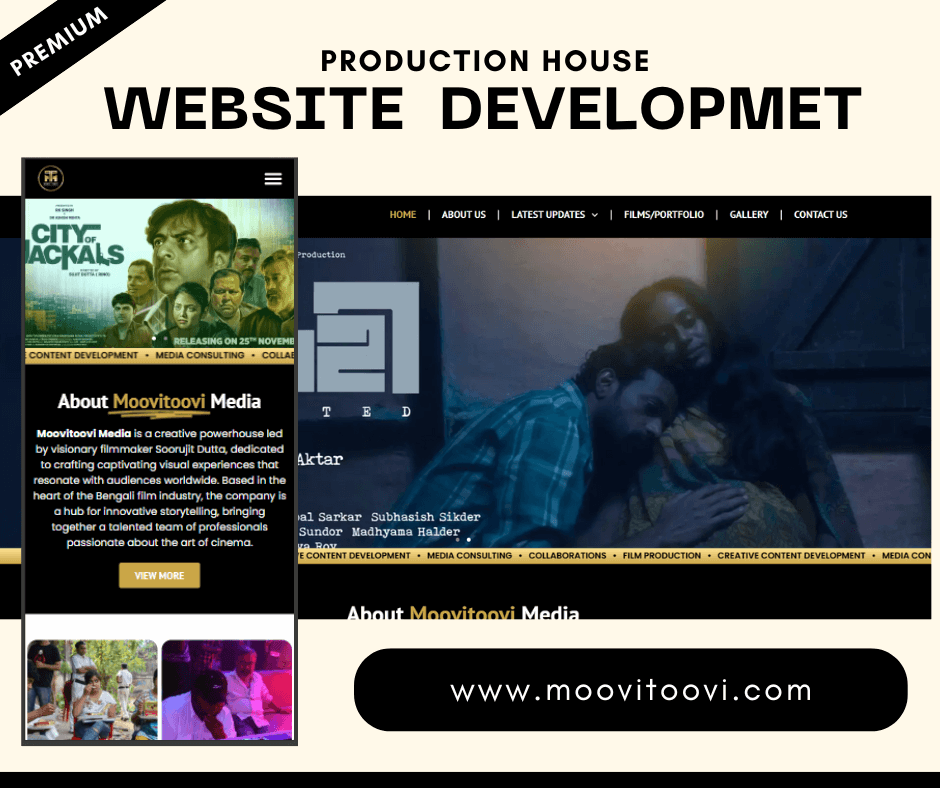 PREMIUM
PRODUCTION HOUSE
WEBSITE DEVELOPMET
HOME | ABOUT US | LATEST UPDATES | FILMS/PORTFOLIO | GALLERY | CONTACT US
CITY OF
JACKALS
RELEASING ON 25TH NOVEMB
CONTENT DEVELOPMENT • MEDIA CONSULTING • COLLAB
About Moovitoovi Media
Moovitoovi Media is a creative powerhouse led
by visionary filmmaker Soorujit Dutta, dedicated
to crafting captivating visual experiences that
resonate with audiences worldwide. Based in the
heart of the Bengali film industry, the company is
a hub for innovative storytelling, bringing
together a talented team of professionals
passionate about the art of cinema.
VIEW MORE
Production
T E D
Aktar
Sarkar Subhasish Sikder
Sundor Madhyama Halder
Roy
CONTENT DEVELOPMENT • MEDIA CONSULTING • COLLABORATIONS • FILM PRODUCTION • CREATIVE CONTENT DEVELOPMENT • MEDIA CON
About Moovitoovi Media
www.moovitoovi.com